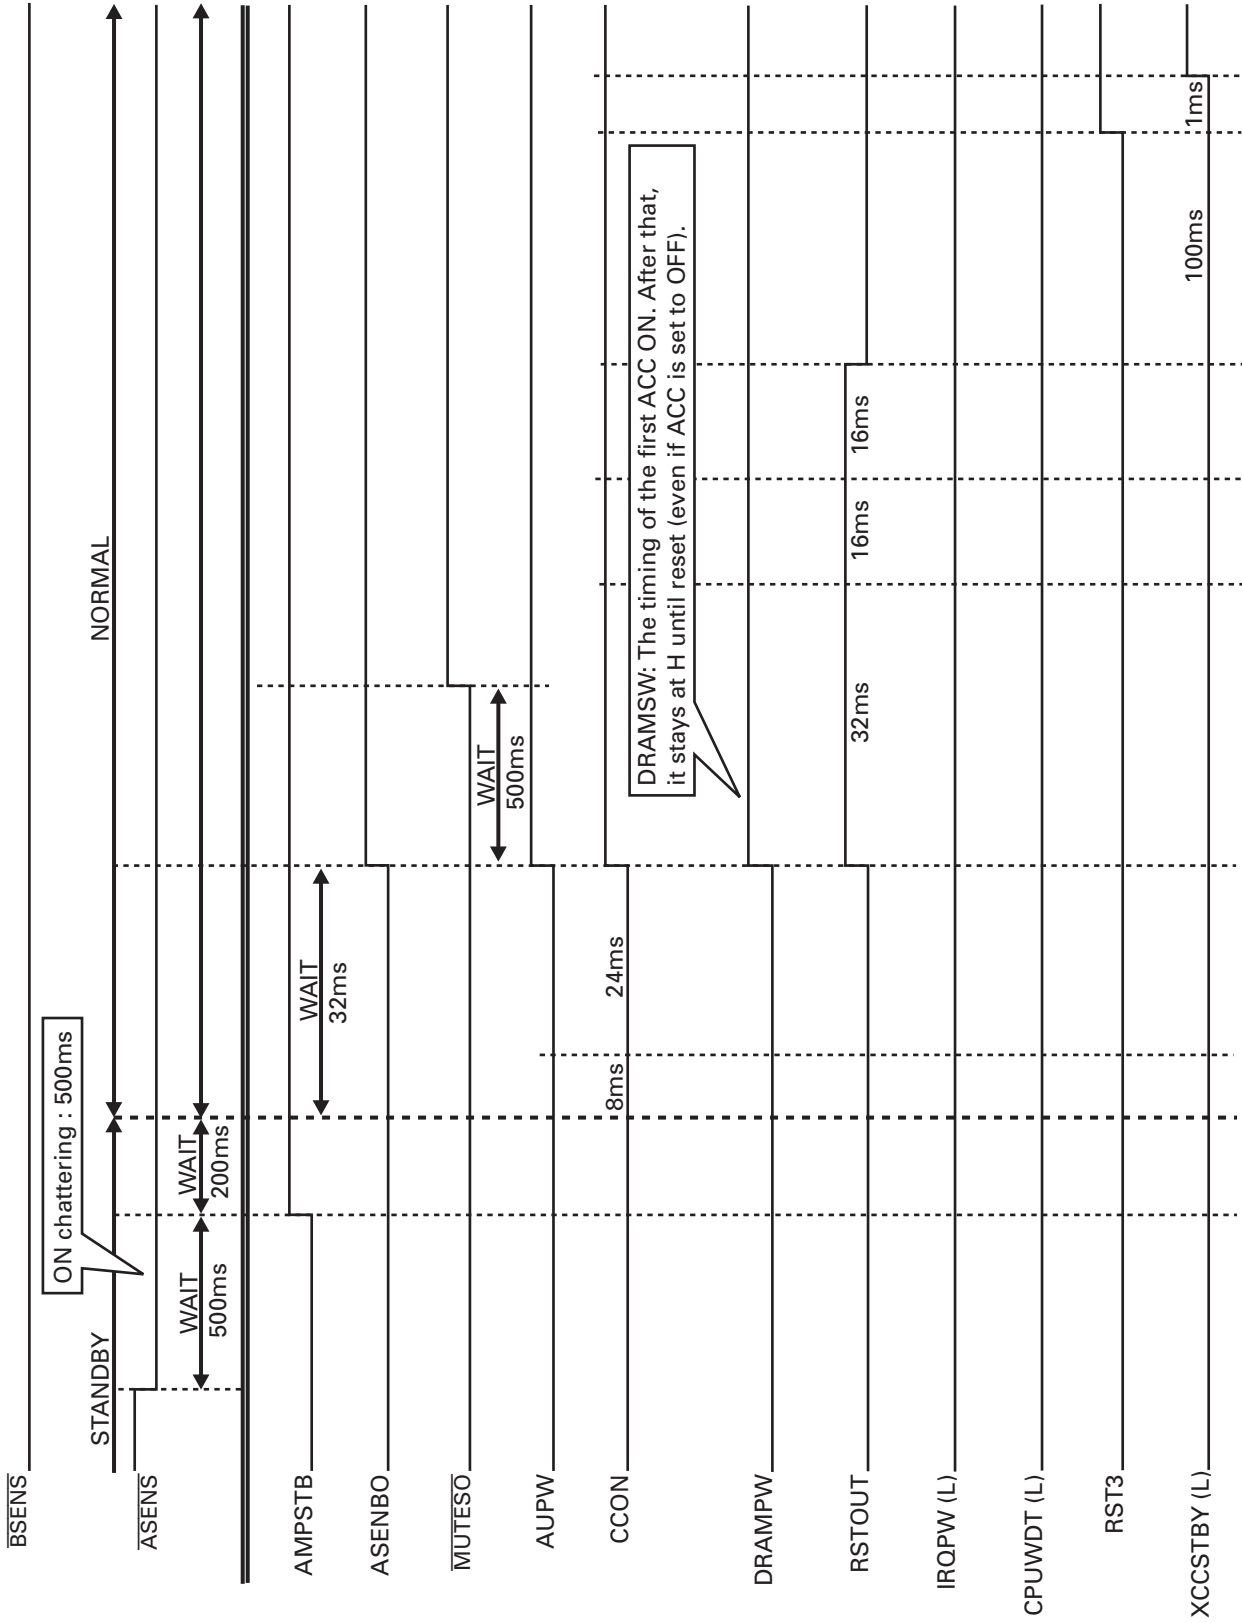 BSENS
STANDBY
NORMAL
ASENS
ON chattering : 500ms
WAIT
500ms
WAIT
200ms
AMPSTB
WAIT
32ms
ASENBO
MUTESO
WAIT
500ms
AUPW
CCON
8ms
24ms
DRAMSW: The timing of the first ACC ON. After that,
it stays at H until reset (even if ACC is set to OFF).
DRAMPW
RSTOUT
32ms
16ms
16ms
IRQPW (L)
CPUWDT (L)
RST3
XCCSTBY (L)
100ms
1ms